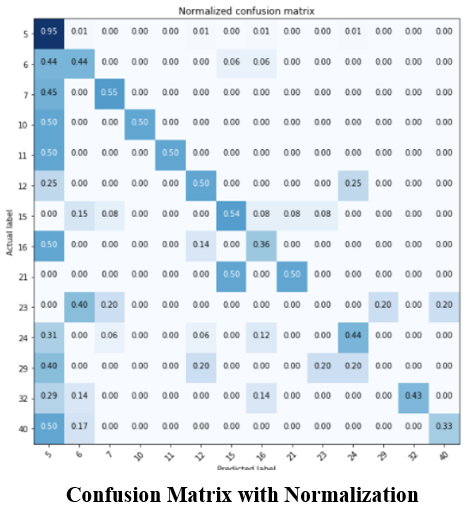 Normalized confusion matrix
5 0.95 0.01 0.00 0.00 0.00 0.01 0.00 0.01 0.00 0.00 0.01 0.00 0.00 0.00
6 0.44 0.44 0.00 0.00 0.00 0.00 0.06 0.06 0.00 0.00 0.00 0.00 0.00 0.00
7 0.45 0.00 0.55 0.00 0.00 0.00 0.00 0.00 0.00 0.00 0.00 0.00 0.00 0.00
10 0.50 0.00 0.00 0.50 0.00 0.00 0.00 0.00 0.00 0.00 0.00 0.00 0.00 0.00
11 0.50 0.00 0.00 0.00 0.50 0.00 0.00 0.00 0.00 0.00 0.00 0.00 0.00 0.00
12 0.25 0.00 0.00 0.00 0.00 0.50 0.00 0.00 0.00 0.00 0.25 0.00 0.00 0.00
15 0.00 0.15 0.08 0.00 0.00 0.00 0.54 0.08 0.08 0.08 0.00 0.00 0.00 0.00
Actual label
16 0.50 0.00 0.00 0.00 0.00 0.14 0.00 0.36 0.00 0.00 0.00 0.00 0.00 0.00
21 0.00 0.00 0.00 0.00 0.00 0.00 0.50 0.00 0.50 0.00 0.00 0.00 0.00 0.00
23 0.00 0.40 0.20 0.00 0.00 0.00 0.00 0.00 0.00 0.00 0.00 0.20 0.00 0.20
24 0.31 0.00 0.06 0.00 0.00 0.06 0.00 0.12 0.00 0.00 0.44 0.00 0.00 0.00
29 0.40 0.00 0.00 0.00 0.00 0.20 0.00 0.00 0.00 0.20 0.20 0.00 0.00 0.00
32 0.29 0.14 0.00 0.00 0.00 0.00 0.00 0.14 0.00 0.00 0.00 0.00 0.43 0.00
40 0.50 0.17 0.00 0.00 0.00 0.00 0.00 0.00 0.00 0.00 0.00 0.00 0.00 0.33
5 6 7 10 11 12 15 16 21 23 24 29 32 40
Predicted label
Confusion Matrix with Normalization